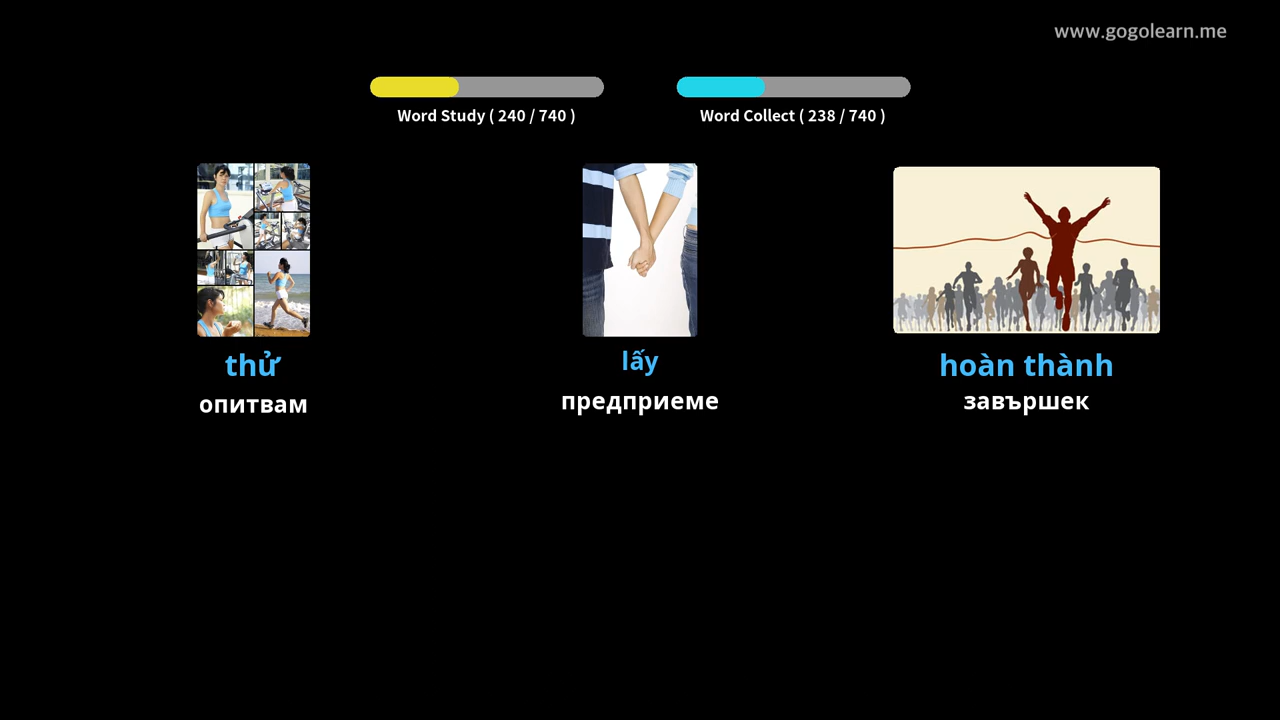 www.gogolearn.me
Word Study ( 240 / 740 )
Word Collect ( 238 / 740 )
thử
lấy
hoàn thành
опитвам
предприеме
завършек